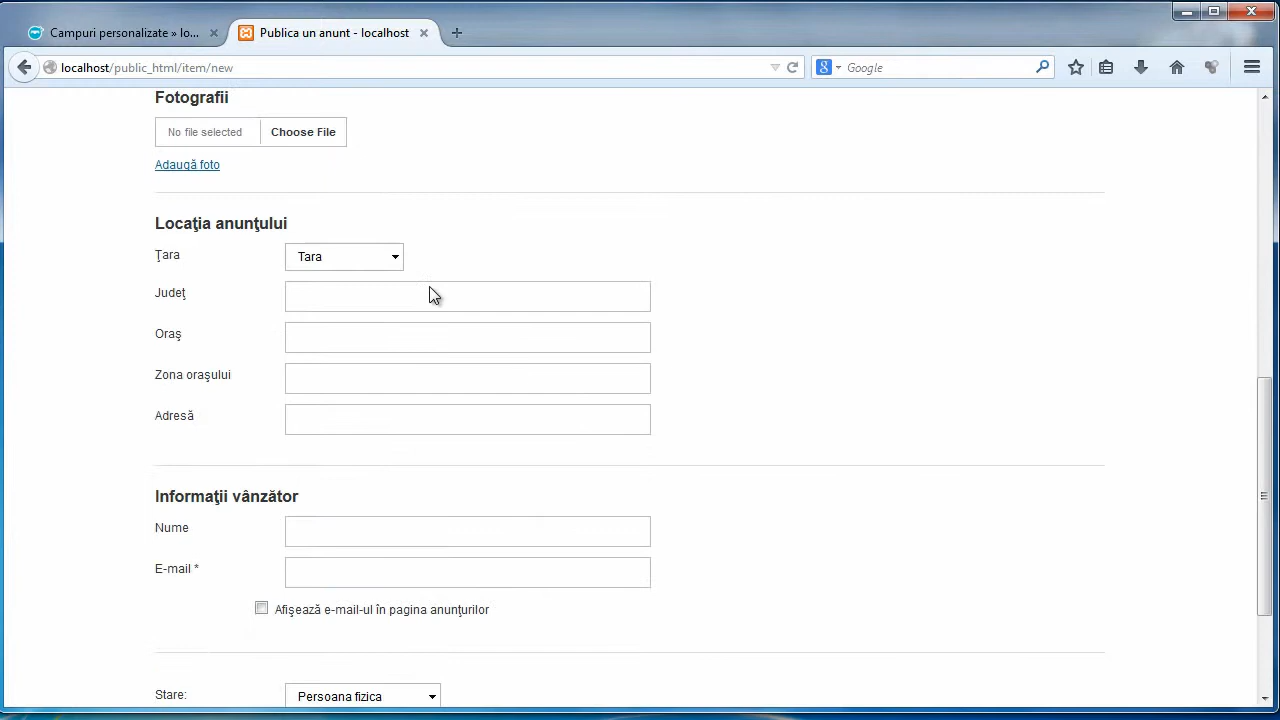 Campuri personalizate » lo...
Publica un anunt - localhost
localhost/public_html/item/new
Google
Fotografii
No file selected
Choose File
Adaugă foto
Locaţia anunţului
Ţara
Tara
Judeţ
Oraş
Zona oraşului
Adresă
Informaţii vânzător
Nume
E-mail *
Afişează e-mail-ul în pagina anunţurilor
Stare:
Persoana fizica